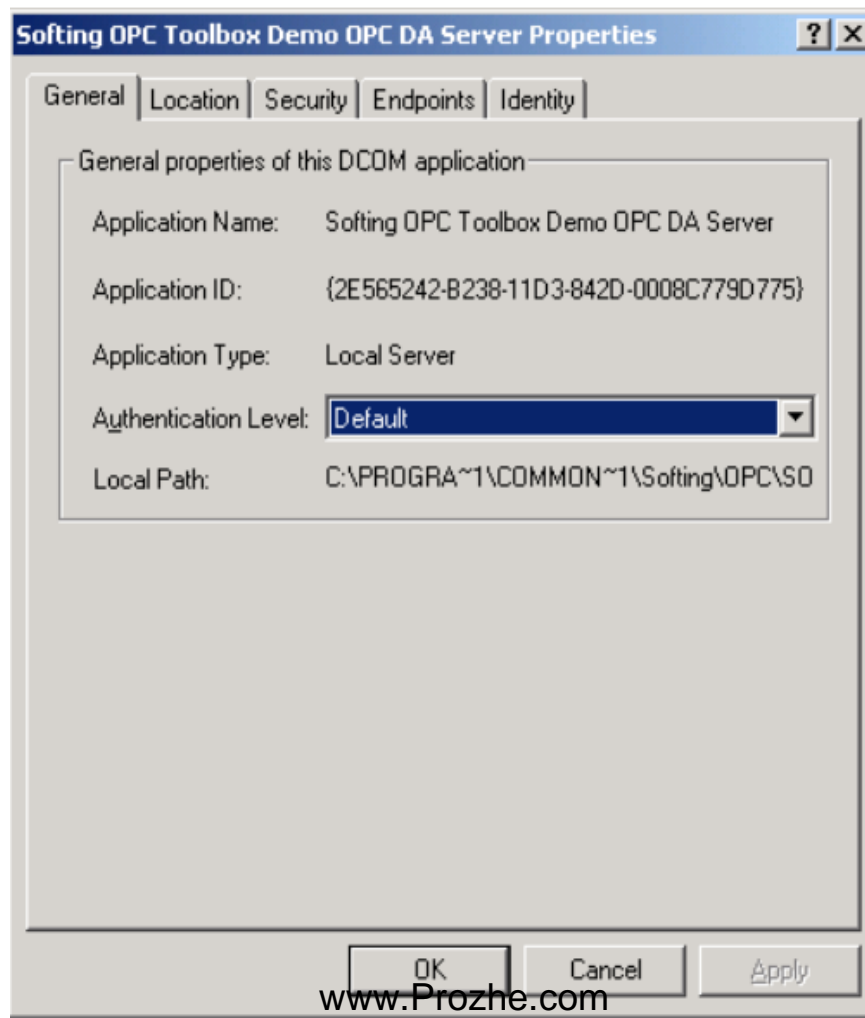 Softing OPC Toolbox Demo OPC DA Server Properties ? X
General Location Security Endpoints Identity
General properties of this DCOM application
Application Name: Softing OPC Toolbox Demo OPC DA Server
Application ID: {2E565242-B238-11D3-842D-0008C779D775}
Application Type: Local Server
Authentication Level: Default
Local Path: C:\PROGRA~1\COMMON~1\Softing\OPC\SO
OK Cancel Apply
www.Prozhe.com